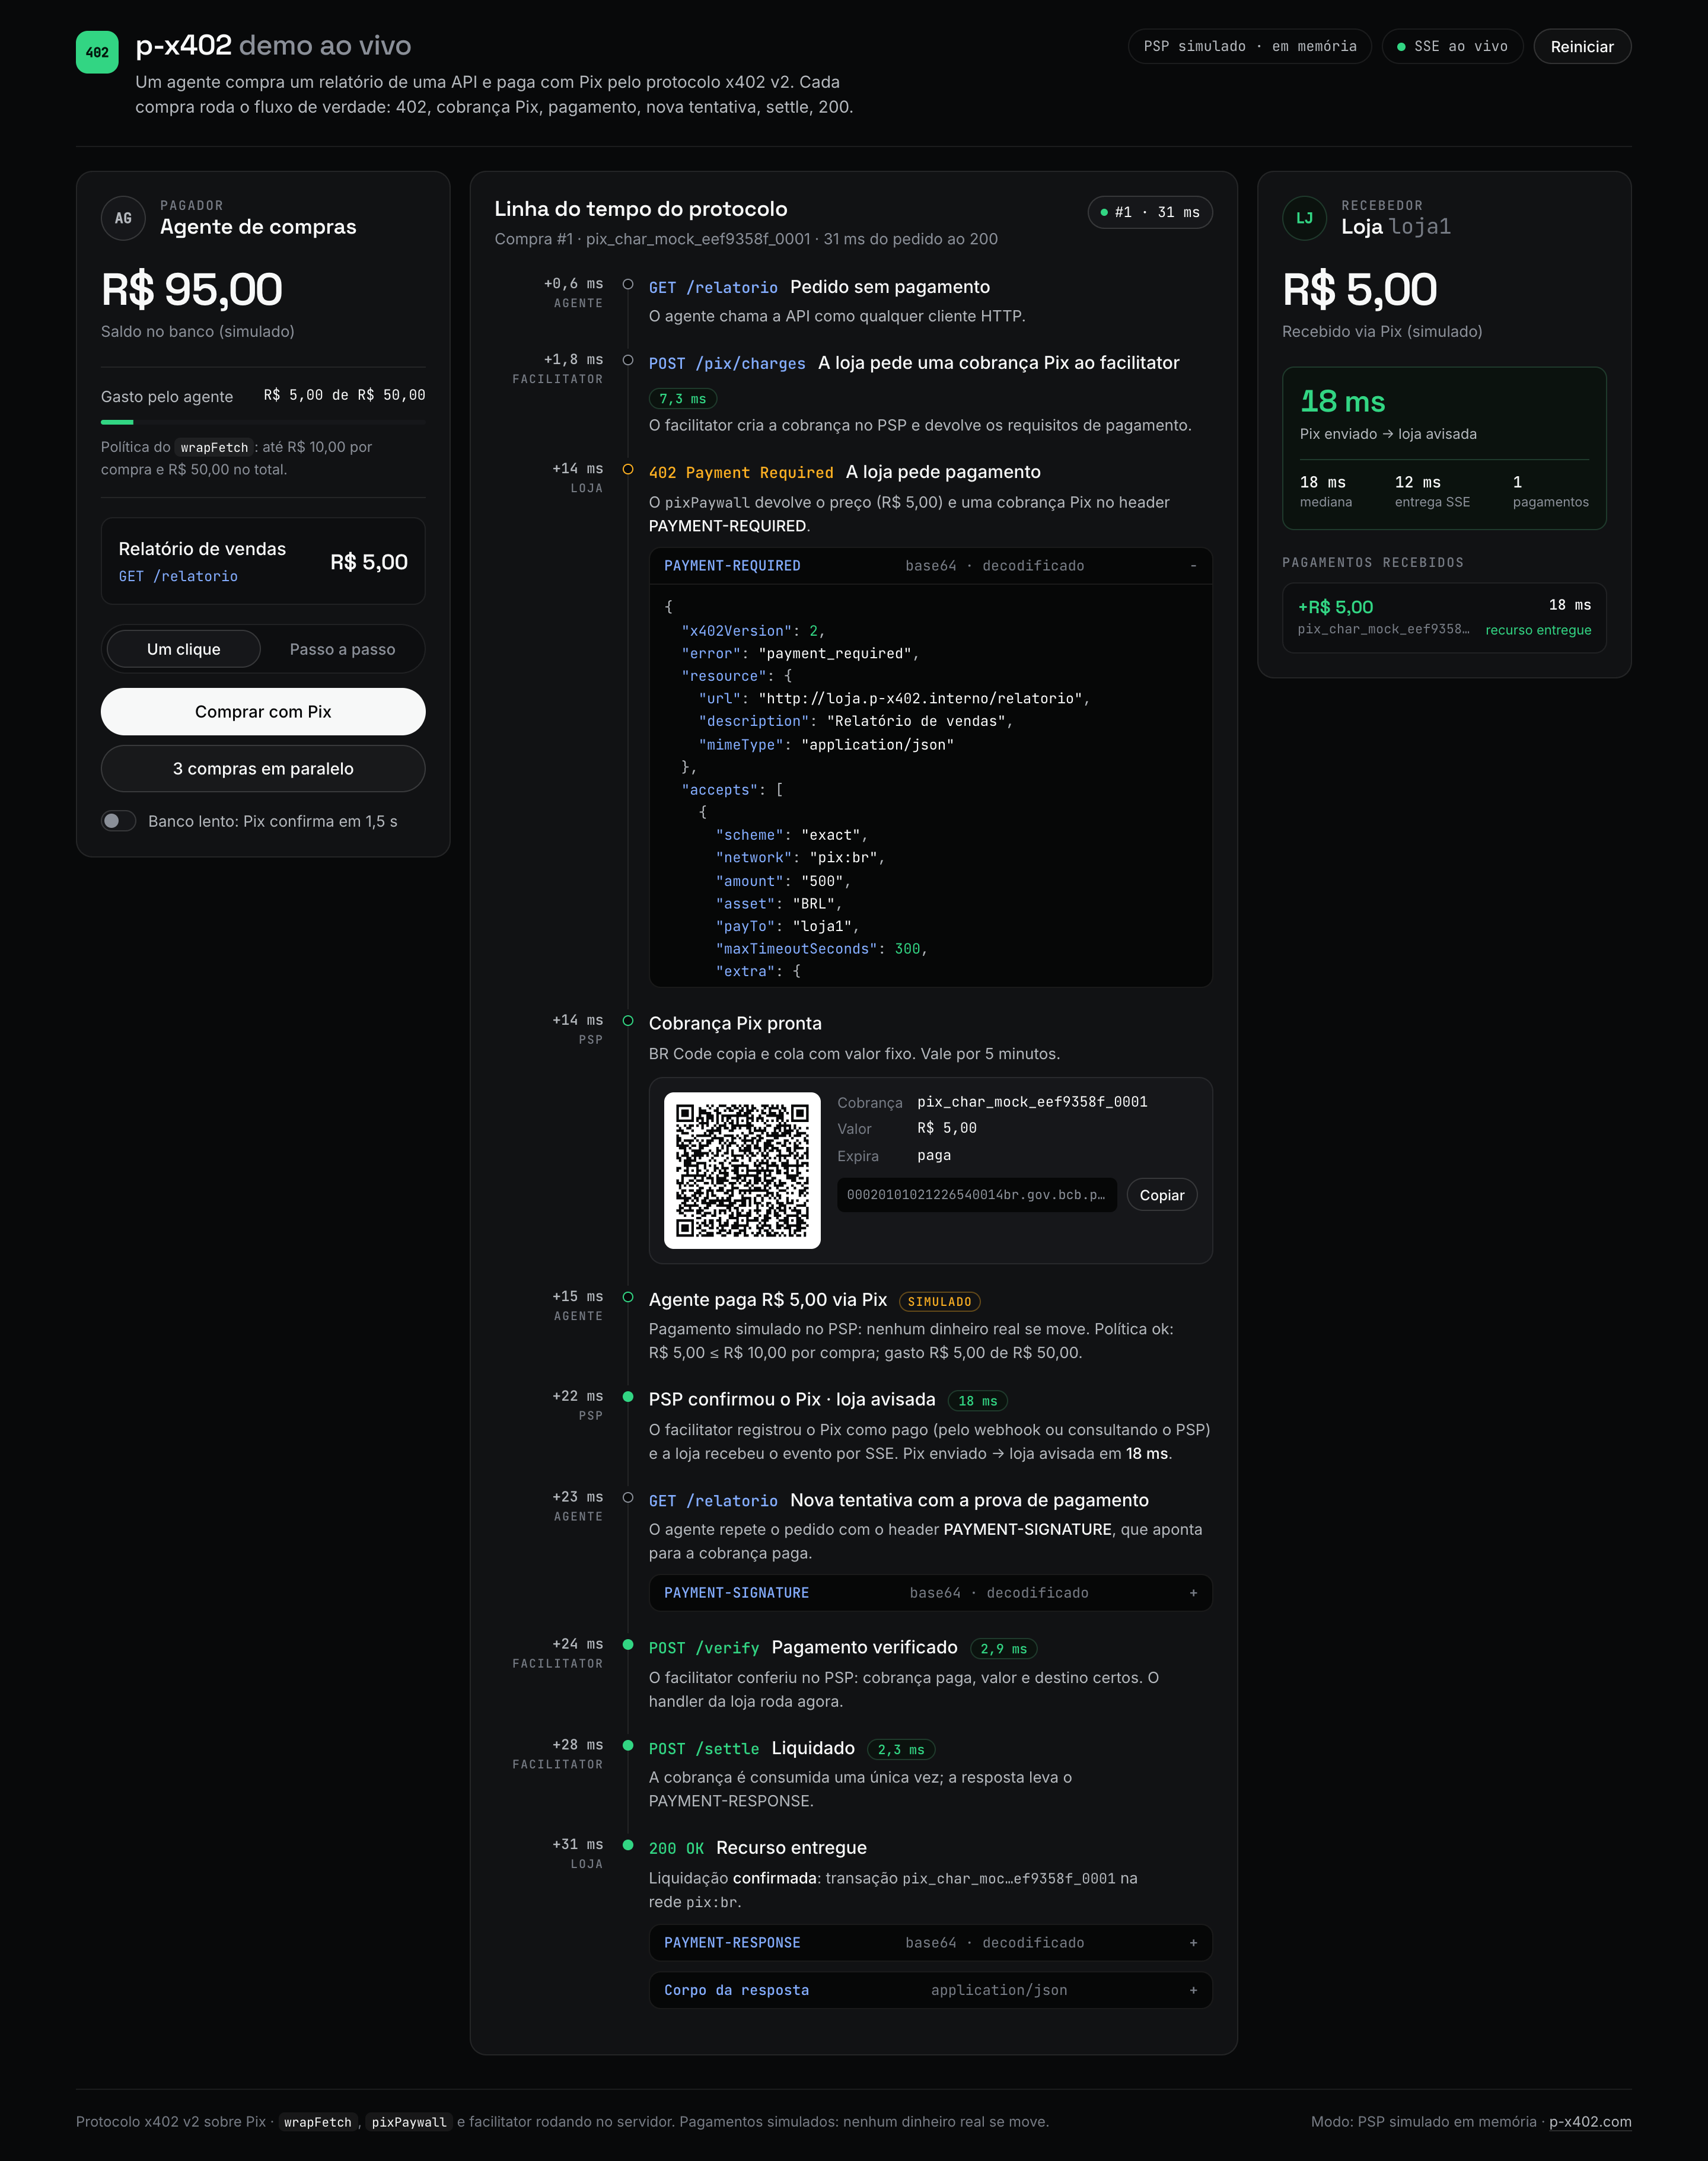 402
p-x402 demo ao vivo
Um agente compra um relatório de uma API e paga com Pix pelo protocolo x402 v2. Cada
compra roda o fluxo de verdade: 402, cobrança Pix, pagamento, nova tentativa, settle, 200.
PSP simulado · em memória
SSE ao vivo
Reiniciar
AG
PAGADOR
Agente de compras
R$ 95,00
Saldo no banco (simulado)
Gasto pelo agente R$ 5,00 de R$ 50,00
Política do wrapFetch: até R$ 10,00 por
compra e R$ 50,00 no total.
Relatório de vendas
GET /relatorio
R$ 5,00
Um clique
Passo a passo
Comprar com Pix
3 compras em paralelo
Banco lento: Pix confirma em 1,5 s
Linha do tempo do protocolo
Compra #1 · pix_char_mock_eef9358f_0001 · 31 ms do pedido ao 200
#1 · 31 ms
+0,6 ms
AGENTE
GET /relatorio Pedido sem pagamento
O agente chama a API como qualquer cliente HTTP.
+1,8 ms
FACILITATOR
POST /pix/charges A loja pede uma cobrança Pix ao facilitator
7,3 ms
O facilitator cria a cobrança no PSP e devolve os requisitos de pagamento.
+14 ms
LOJA
402 Payment Required A loja pede pagamento
O pixPaywall devolve o preço (R$ 5,00) e uma cobrança Pix no header
PAYMENT-REQUIRED.
PAYMENT-REQUIRED base64 · decodificado -
{
"x402Version": 2,
"error": "payment_required",
"resource": {
"url": "http://loja.p-x402.interno/relatorio",
"description": "Relatório de vendas",
"mimeType": "application/json"
},
"accepts": [
{
"scheme": "exact",
"network": "pix:br",
"amount": "500",
"asset": "BRL",
"payTo": "loja1",
"maxTimeoutSeconds": 300,
"extra": {
+14 ms
PSP
Cobrança Pix pronta
BR Code copia e cola com valor fixo. Vale por 5 minutos.
Cobrança pix_char_mock_eef9358f_0001
Valor R$ 5,00
Expira paga
00020101021226540014br.gov.bcb.p…
Copiar
+15 ms
AGENTE
Agente paga R$ 5,00 via Pix SIMULADO
Pagamento simulado no PSP: nenhum dinheiro real se move. Política ok:
R$ 5,00 ≤ R$ 10,00 por compra; gasto R$ 5,00 de R$ 50,00.
+22 ms
PSP
PSP confirmou o Pix · loja avisada 18 ms
O facilitator registrou o Pix como pago (pelo webhook ou consultando o PSP)
e a loja recebeu o evento por SSE. Pix enviado → loja avisada em 18 ms.
+23 ms
AGENTE
GET /relatorio Nova tentativa com a prova de pagamento
O agente repete o pedido com o header PAYMENT-SIGNATURE, que aponta
para a cobrança paga.
PAYMENT-SIGNATURE base64 · decodificado +
+24 ms
FACILITATOR
POST /verify Pagamento verificado 2,9 ms
O facilitator conferiu no PSP: cobrança paga, valor e destino certos. O
handler da loja roda agora.
+28 ms
FACILITATOR
POST /settle Liquidado 2,3 ms
A cobrança é consumida uma única vez; a resposta leva o
PAYMENT-RESPONSE.
+31 ms
LOJA
200 OK Recurso entregue
Liquidação confirmada: transação pix_char_moc…ef9358f_0001 na
rede pix:br.
PAYMENT-RESPONSE base64 · decodificado +
Corpo da resposta application/json +
LJ
RECEBEDOR
Loja loja1
R$ 5,00
Recebido via Pix (simulado)
18 ms
Pix enviado → loja avisada
18 ms 12 ms 1
mediana entrega SSE pagamentos
PAGAMENTOS RECEBIDOS
+R$ 5,00 18 ms
pix_char_mock_eef9358… recurso entregue
Protocolo x402 v2 sobre Pix · wrapFetch, pixPaywall e facilitator rodando no servidor. Pagamentos simulados: nenhum dinheiro real se move.
Modo: PSP simulado em memória · p-x402.com